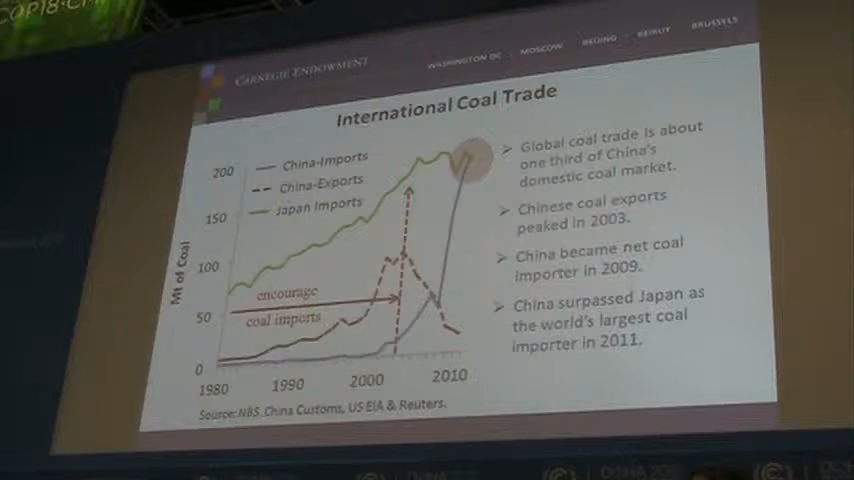 COP18
CARNEGIE ENDOWMENT
WASHINGTON DC · MOSCOW · BEIJING · BEIRUT · BRUSSELS
International Coal Trade
Mt of Coal
200
150
100
50
0
1980 1990 2000 2010
China-Imports
China-Exports
Japan Imports
encourage
coal imports
Source: NBS, China Customs, US EIA & Reuters.
Global coal trade is about
one third of China's
domestic coal market.
Chinese coal exports
peaked in 2003.
China became net coal
importer in 2009.
China surpassed Japan as
the world's largest coal
importer in 2011.